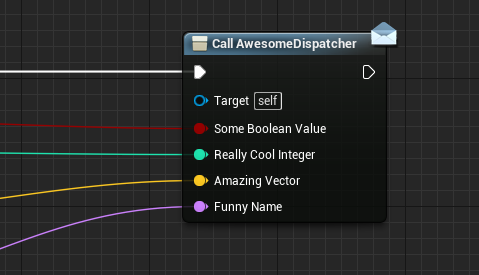 Call AwesomeDispatcher
Target self
Some Boolean Value
Really Cool Integer
Amazing Vector
Funny Name